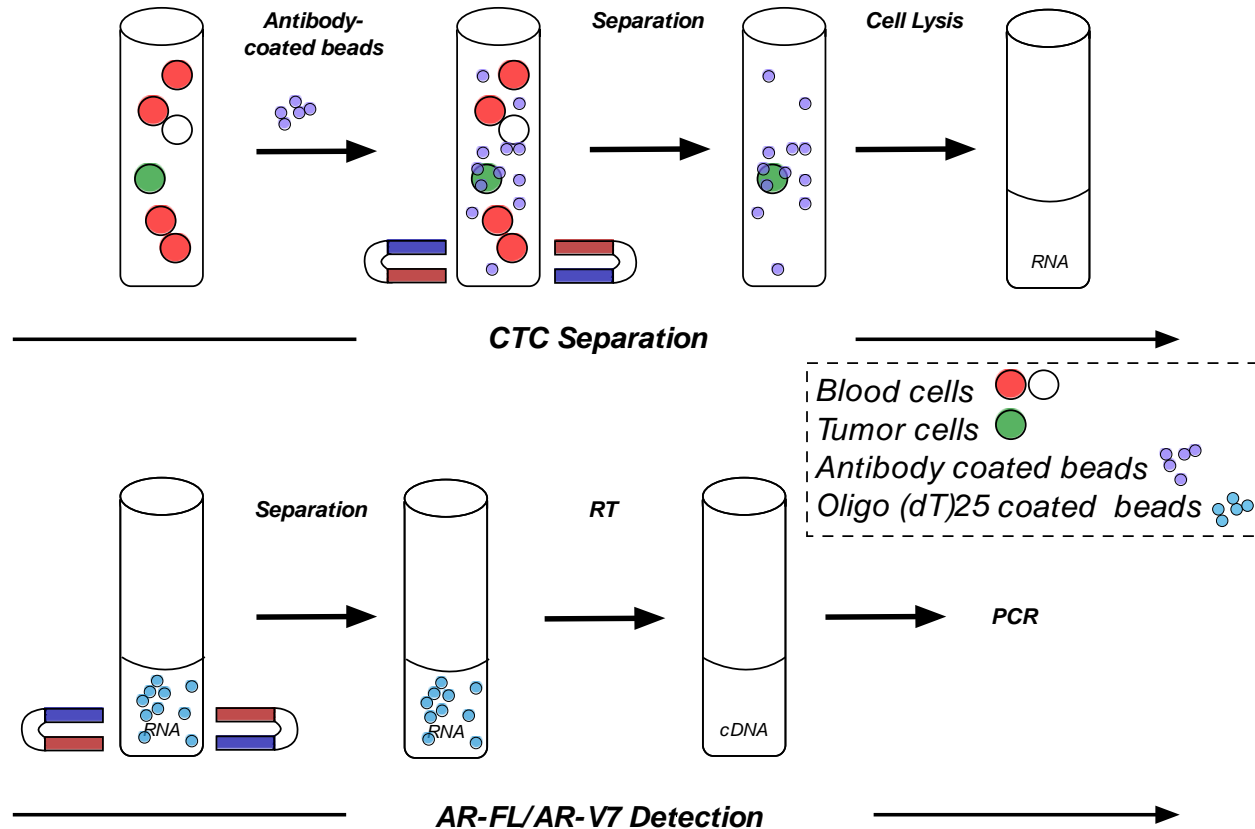 Antibody-
coated beads
Separation
Cell Lysis
RNA
CTC Separation
Blood cells
Tumor cells
Antibody coated beads
Oligo (dT)25 coated beads
Separation
RT
PCR
RNA
RNA
cDNA
AR-FL/AR-V7 Detection